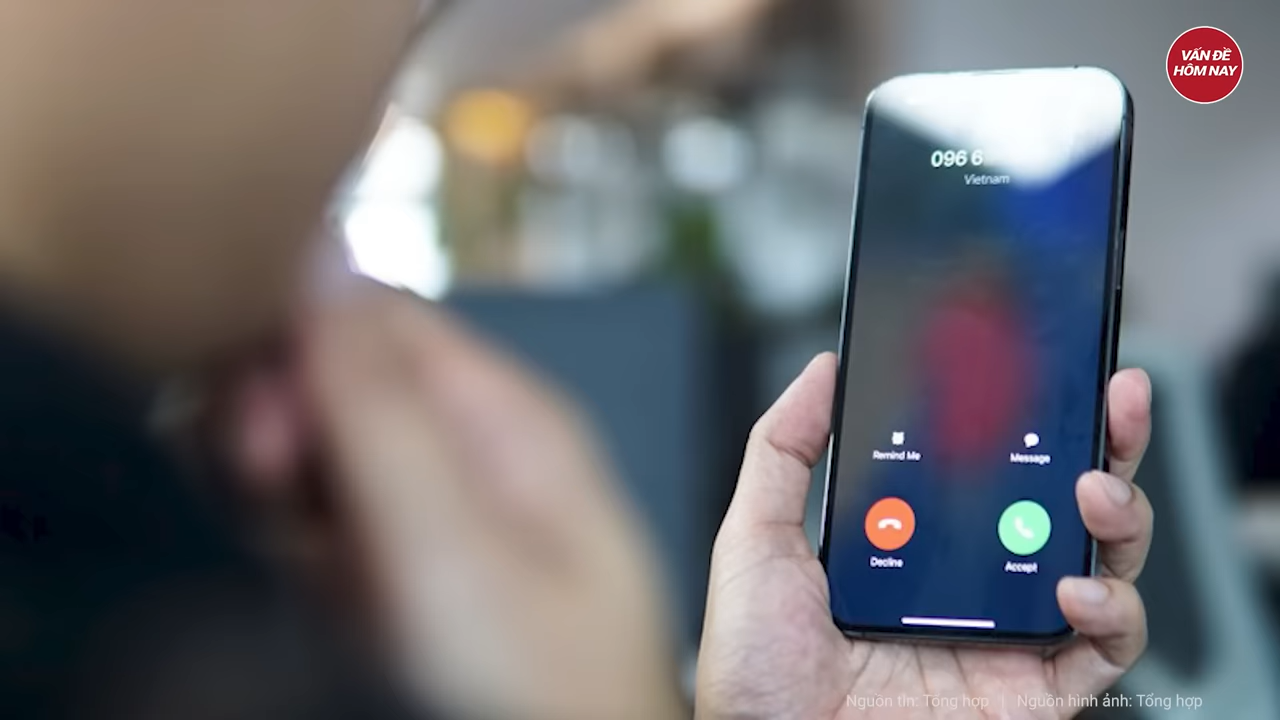 VẤN ĐỀ
HÔM NAY
096 6
Vietnam
Remind Me
Message
Decline
Accept
Nguồn tin: Tổng hợp | Nguồn hình ảnh: Tổng hợp